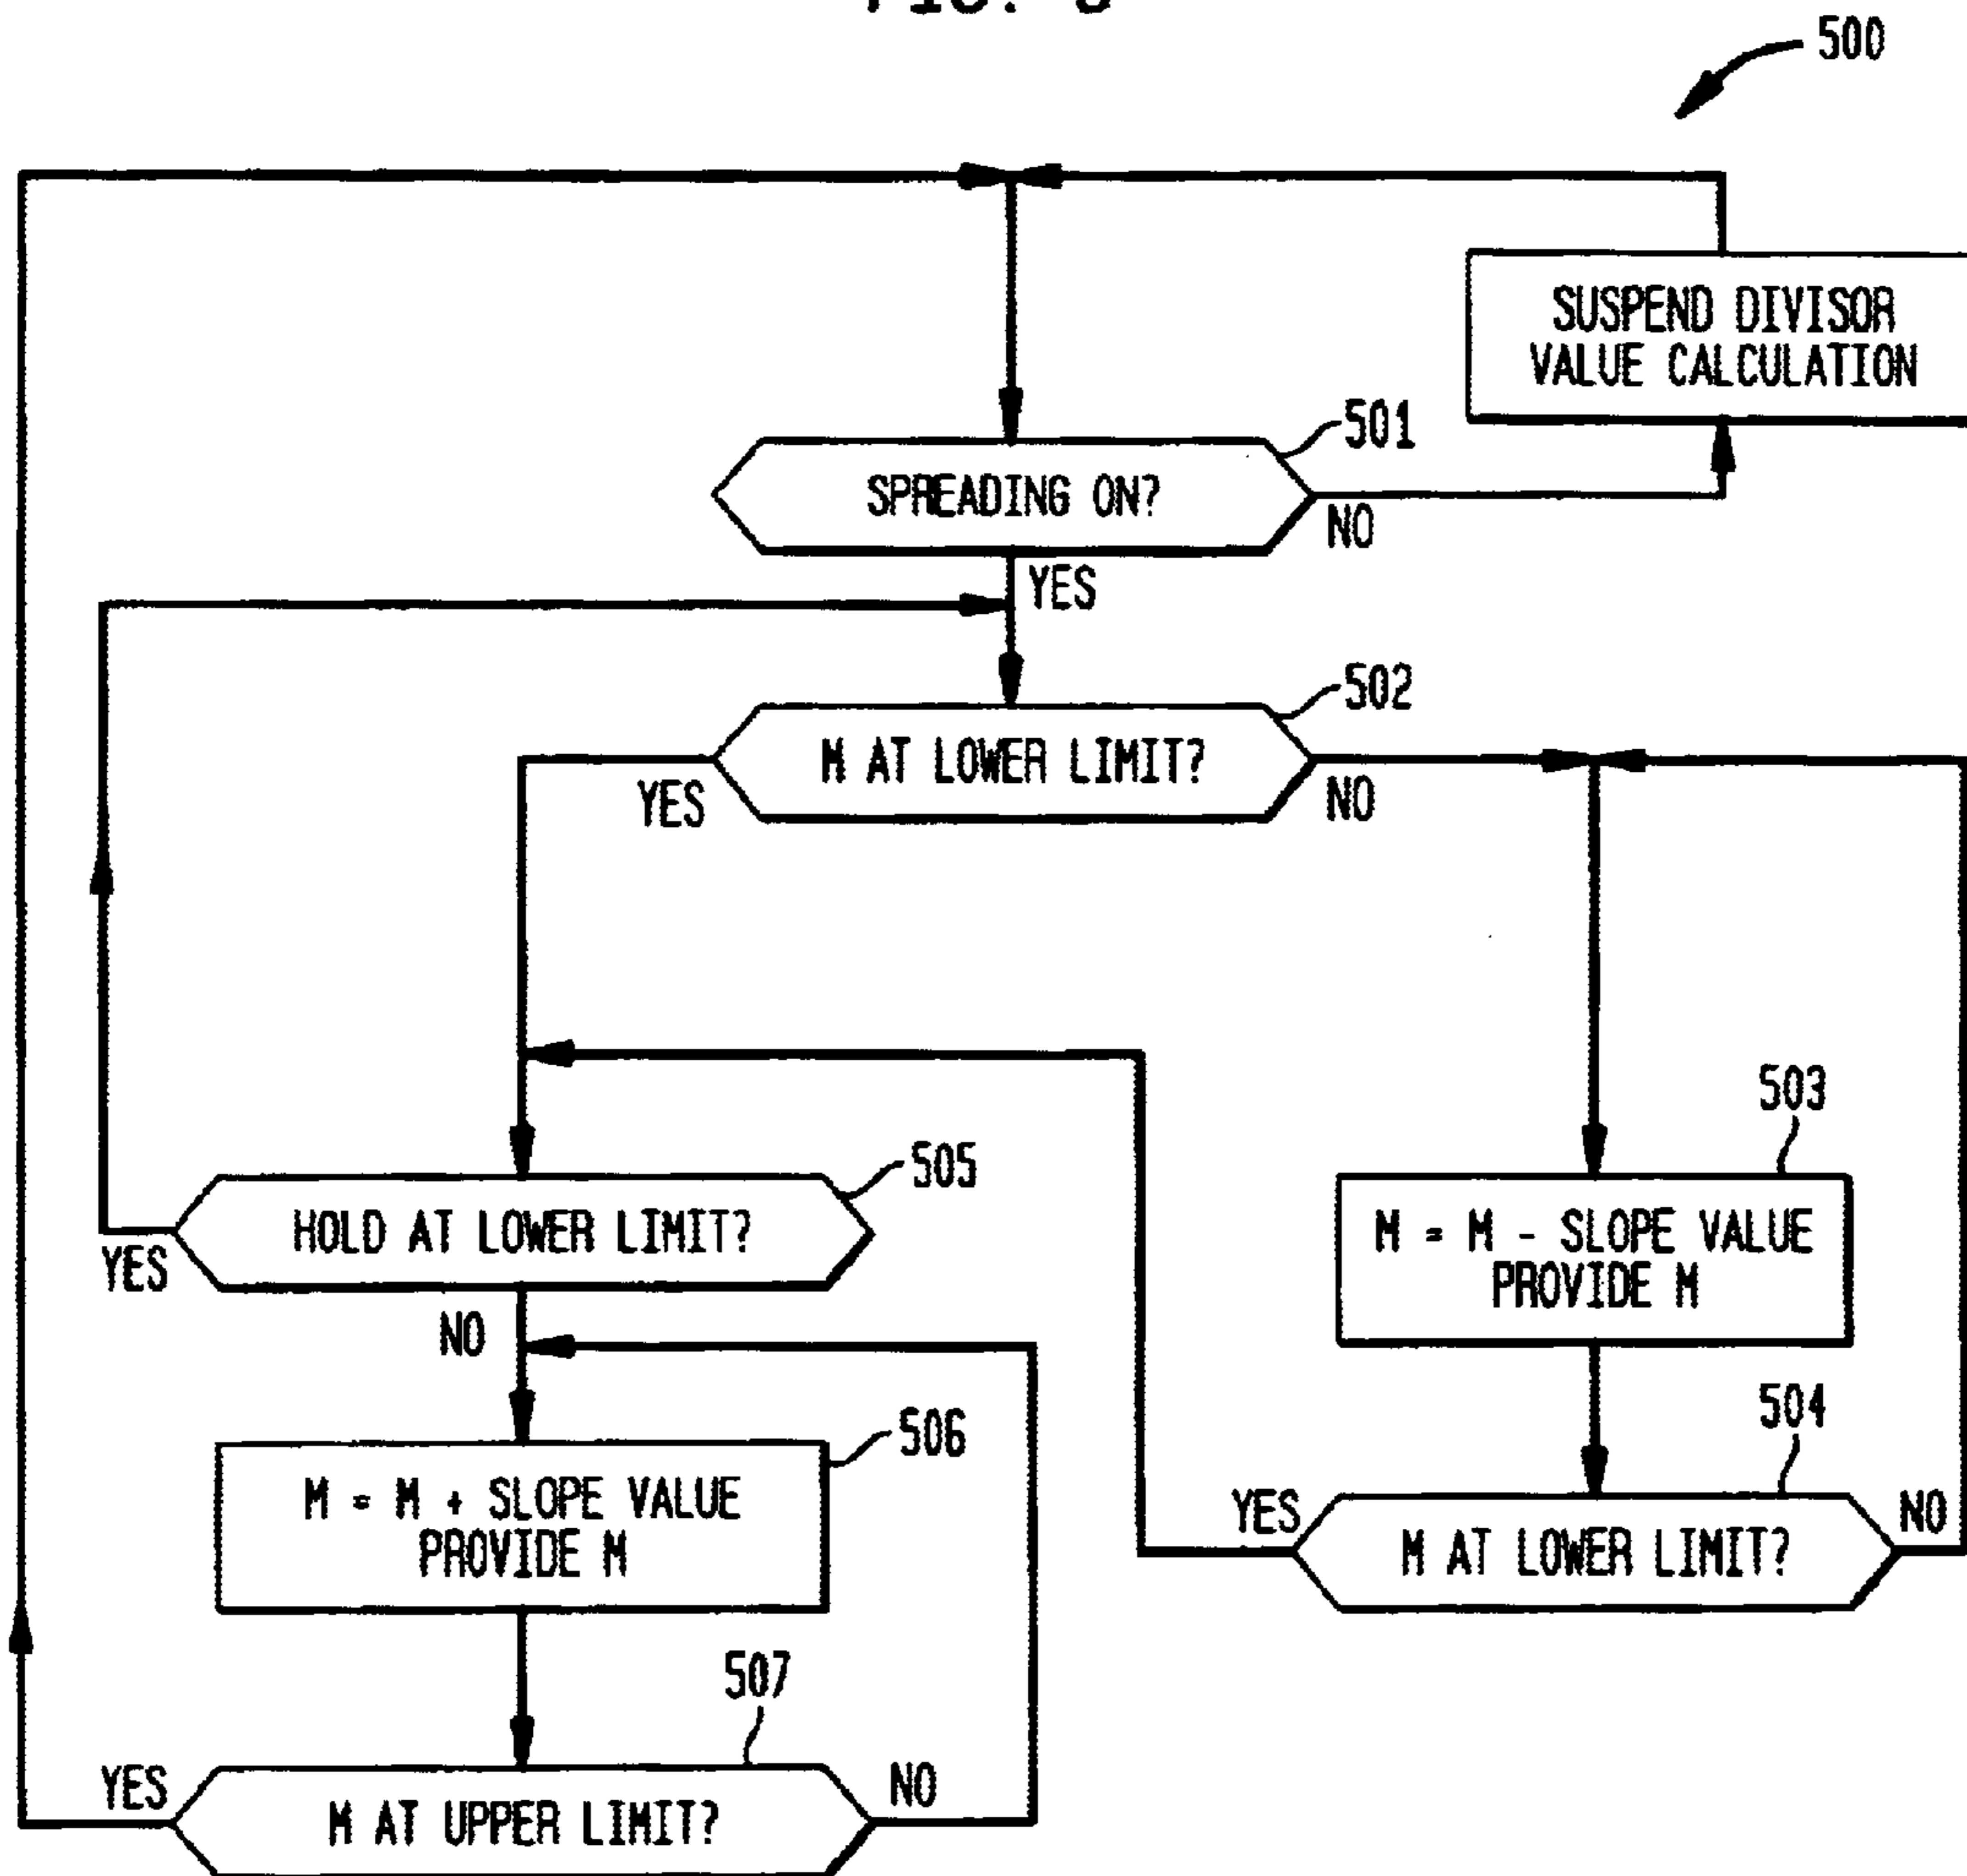 500
SUSPEND DIVISOR
VALUE CALCULATION
501
SPREADING ON?
NO
YES
502
M AT LOWER LIMIT?
YES
NO
503
505
HOLD AT LOWER LIMIT?
YES
M = M - SLOPE VALUE
PROVIDE M
NO
504
506
M = M + SLOPE VALUE
PROVIDE M
YES
NO
M AT LOWER LIMIT?
507
YES
NO
M AT UPPER LIMIT?